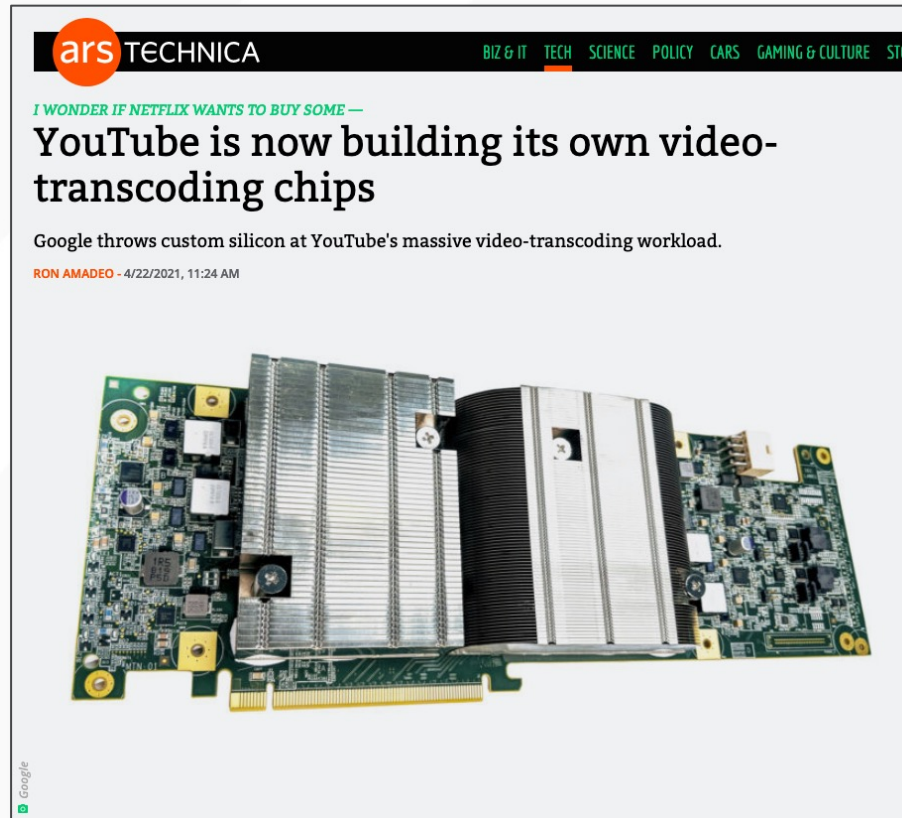 ars TECHNICA
BIZ & IT TECH SCIENCE POLICY CARS GAMING & CULTURE
I WONDER IF NETFLIX WANTS TO BUY SOME —
YouTube is now building its own video-
transcoding chips
Google throws custom silicon at YouTube's massive video-transcoding workload.
RON AMADEO - 4/22/2021, 11:24 AM
MTN-01
Google